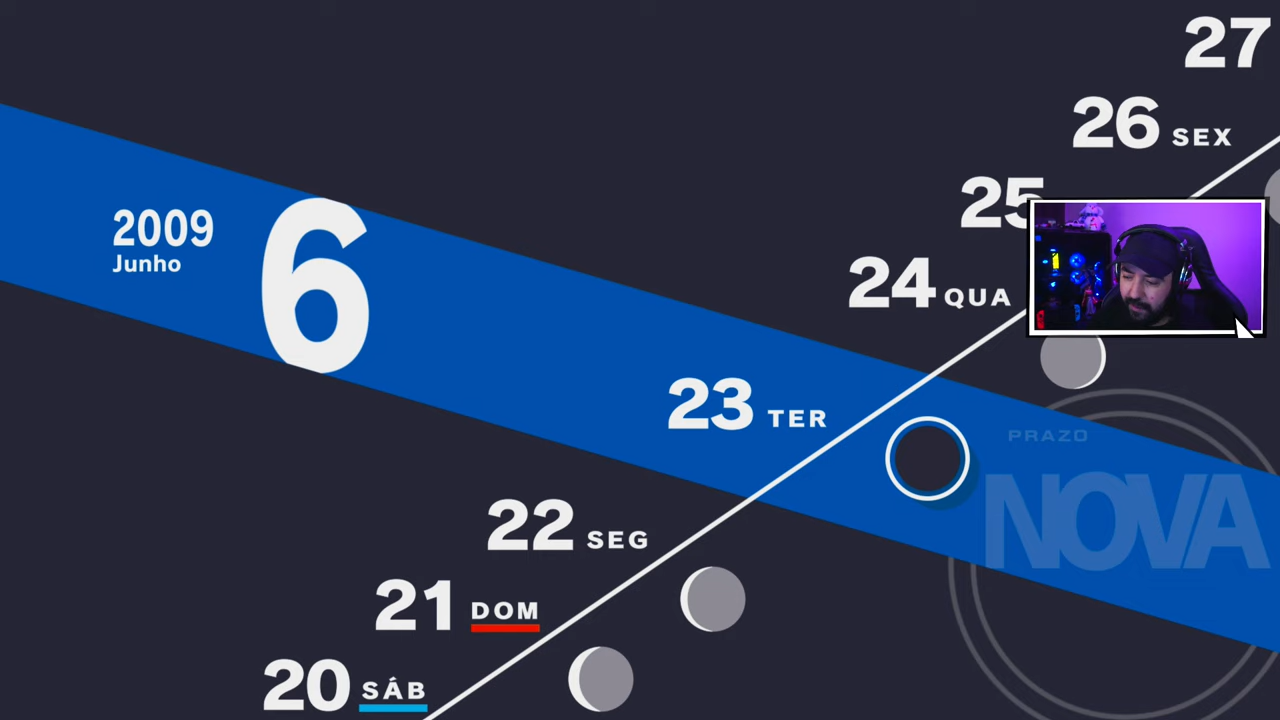 27
26 SEX
25
24 QUA
2009
Junho
6
23 TER
PRAZO
NOVA
22 SEG
21 DOM
20 SÁB